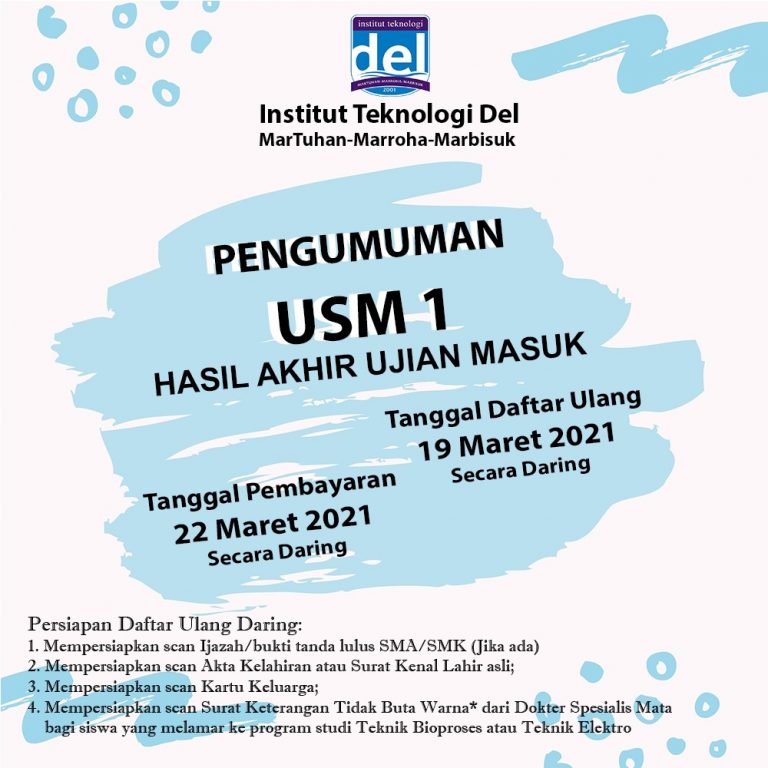 institut teknologi
del
MARTUHAN-MARROHA-MARBISUK
2001
Institut Teknologi Del
MarTuhan-Marroha-Marbisuk
PENGUMUMAN
USM 1
HASIL AKHIR UJIAN MASUK
Tanggal Daftar Ulang
19 Maret 2021
Secara Daring
Tanggal Pembayaran
22 Maret 2021
Secara Daring
Persiapan Daftar Ulang Daring:
1. Mempersiapkan scan Ijazah/bukti tanda lulus SMA/SMK (Jika ada)
2. Mempersiapkan scan Akta Kelahiran atau Surat Kenal Lahir asli;
3. Mempersiapkan scan Kartu Keluarga;
4. Mempersiapkan scan Surat Keterangan Tidak Buta Warna* dari Dokter Spesialis Mata
bagi siswa yang melamar ke program studi Teknik Bioproses atau Teknik Elektro